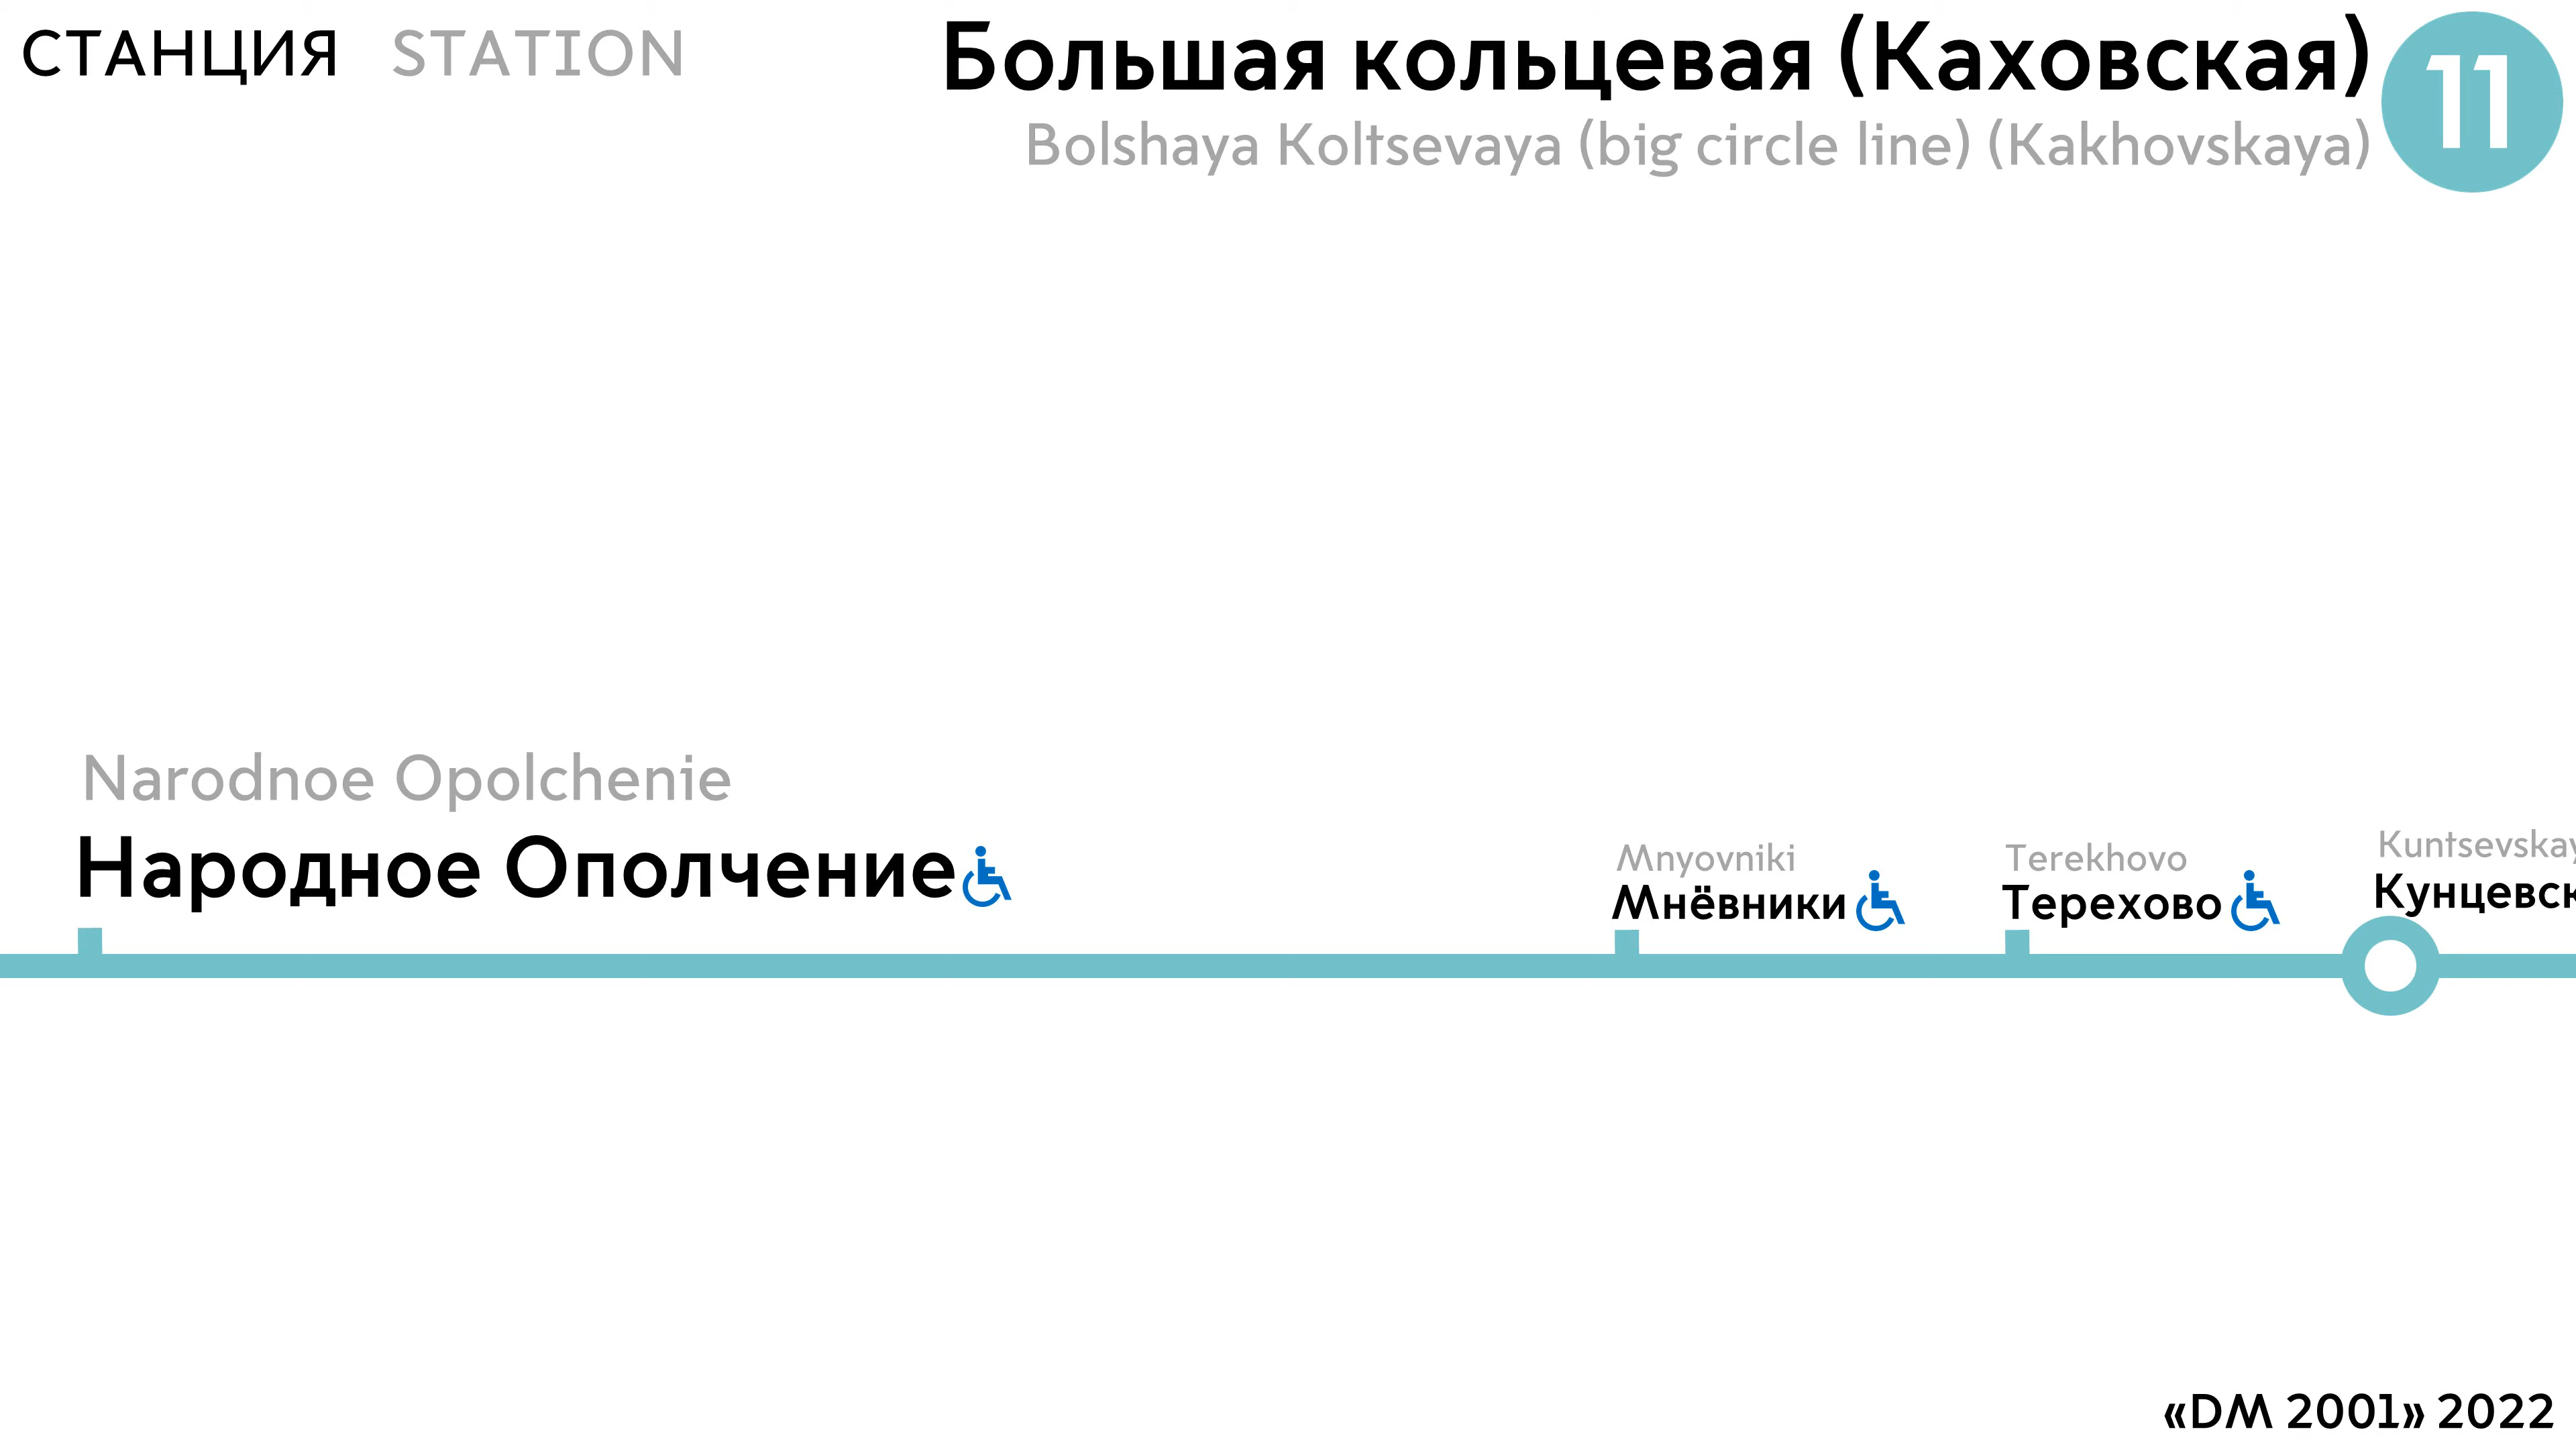 СТАНЦИЯ STATION
Большая кольцевая (Каховская)
11
Bolshaya Koltsevaya (big circle line) (Kakhovskaya)
Narodnoe Opolchenie
Народное Ополчение
Mnyovniki
Мнёвники
Terekhovo
Терехово
«DM 2001» 2022